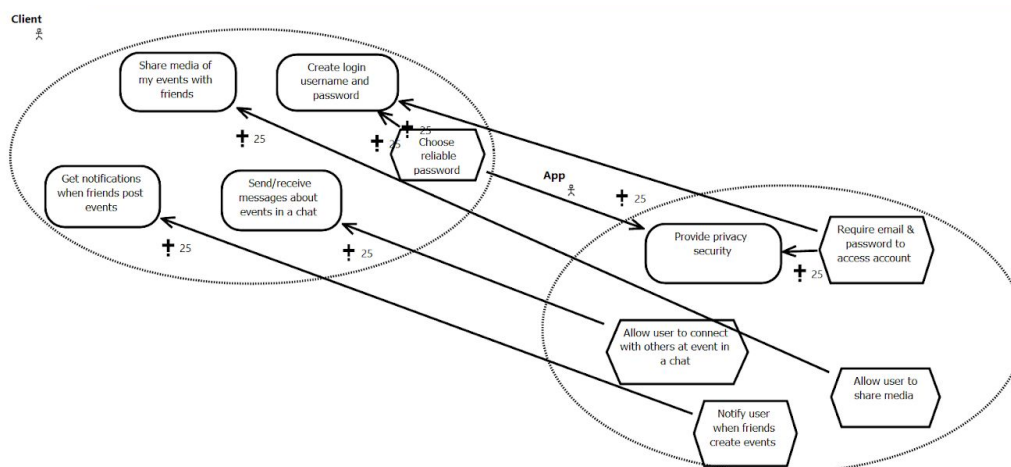 Client
Share media of
my events with
friends
Create login
username and
password
25
25
25
Choose
reliable
password
Get notifications
when friends post
events
Send/receive
messages about
events in a chat
App
25
Provide privacy
security
Require email &
password to
access account
25
25
25
Allow user to connect
with others at event in
a chat
Allow user to
share media
Notify user
when friends
create events